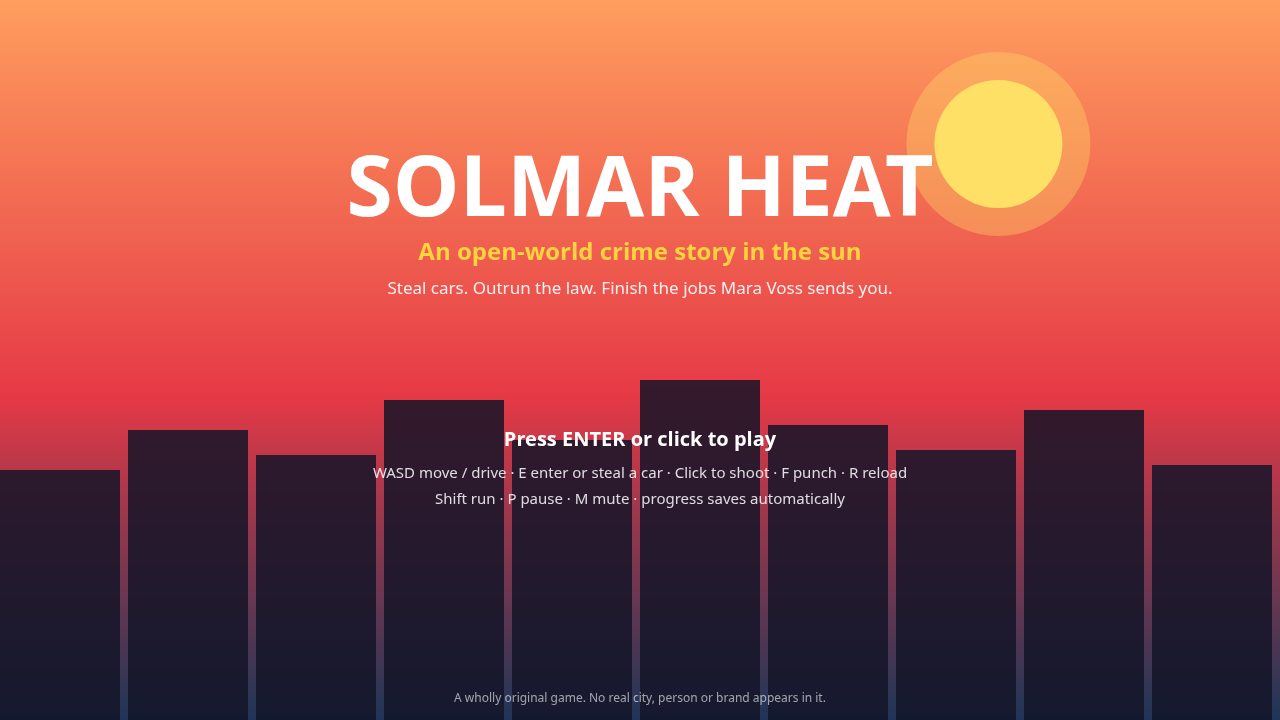 SOLMAR HEAT
An open-world crime story in the sun
Steal cars. Outrun the law. Finish the jobs Mara Voss sends you.
Press ENTER or click to play
WASD move / drive · E enter or steal a car · Click to shoot · F punch · R reload
Shift run · P pause · M mute · progress saves automatically
A wholly original game. No real city, person or brand appears in it.